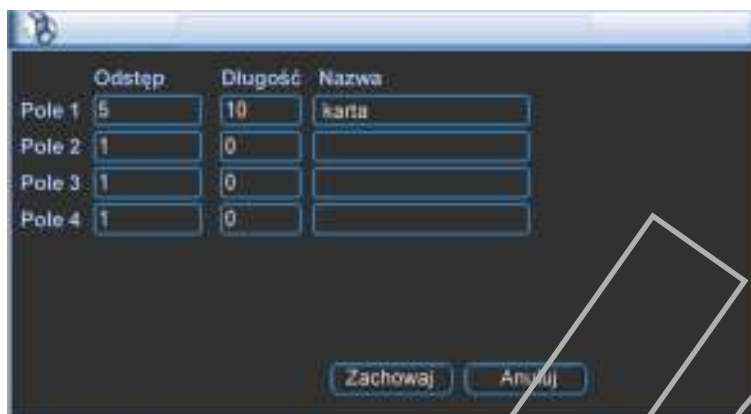 Odstęp Długość Nazwa
Pole 1 5 10 karta
Pole 2 1 0
Pole 3 1 0
Pole 4 1 0
Zachowaj Anuluj